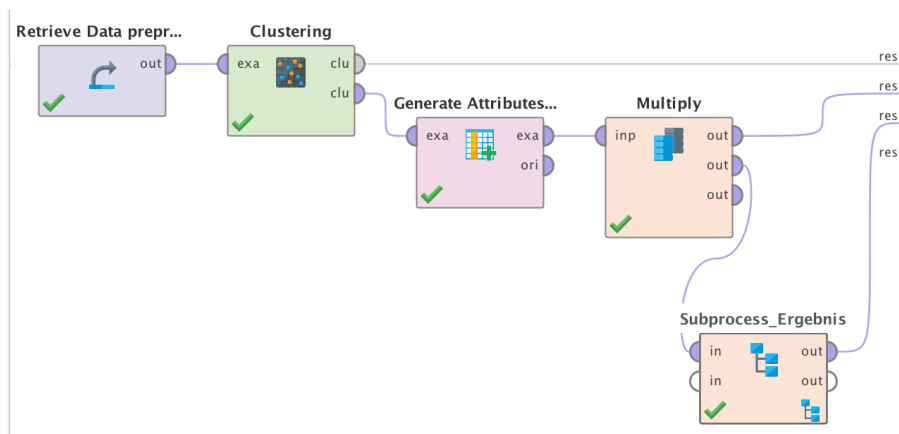 Retrieve Data prepr...
out
Clustering
exa
clu
clu
res
res
res
res
Generate Attributes...
exa
exa
ori
Multiply
inp
out
out
out
Subprocess_Ergebnis
in
out
in
out